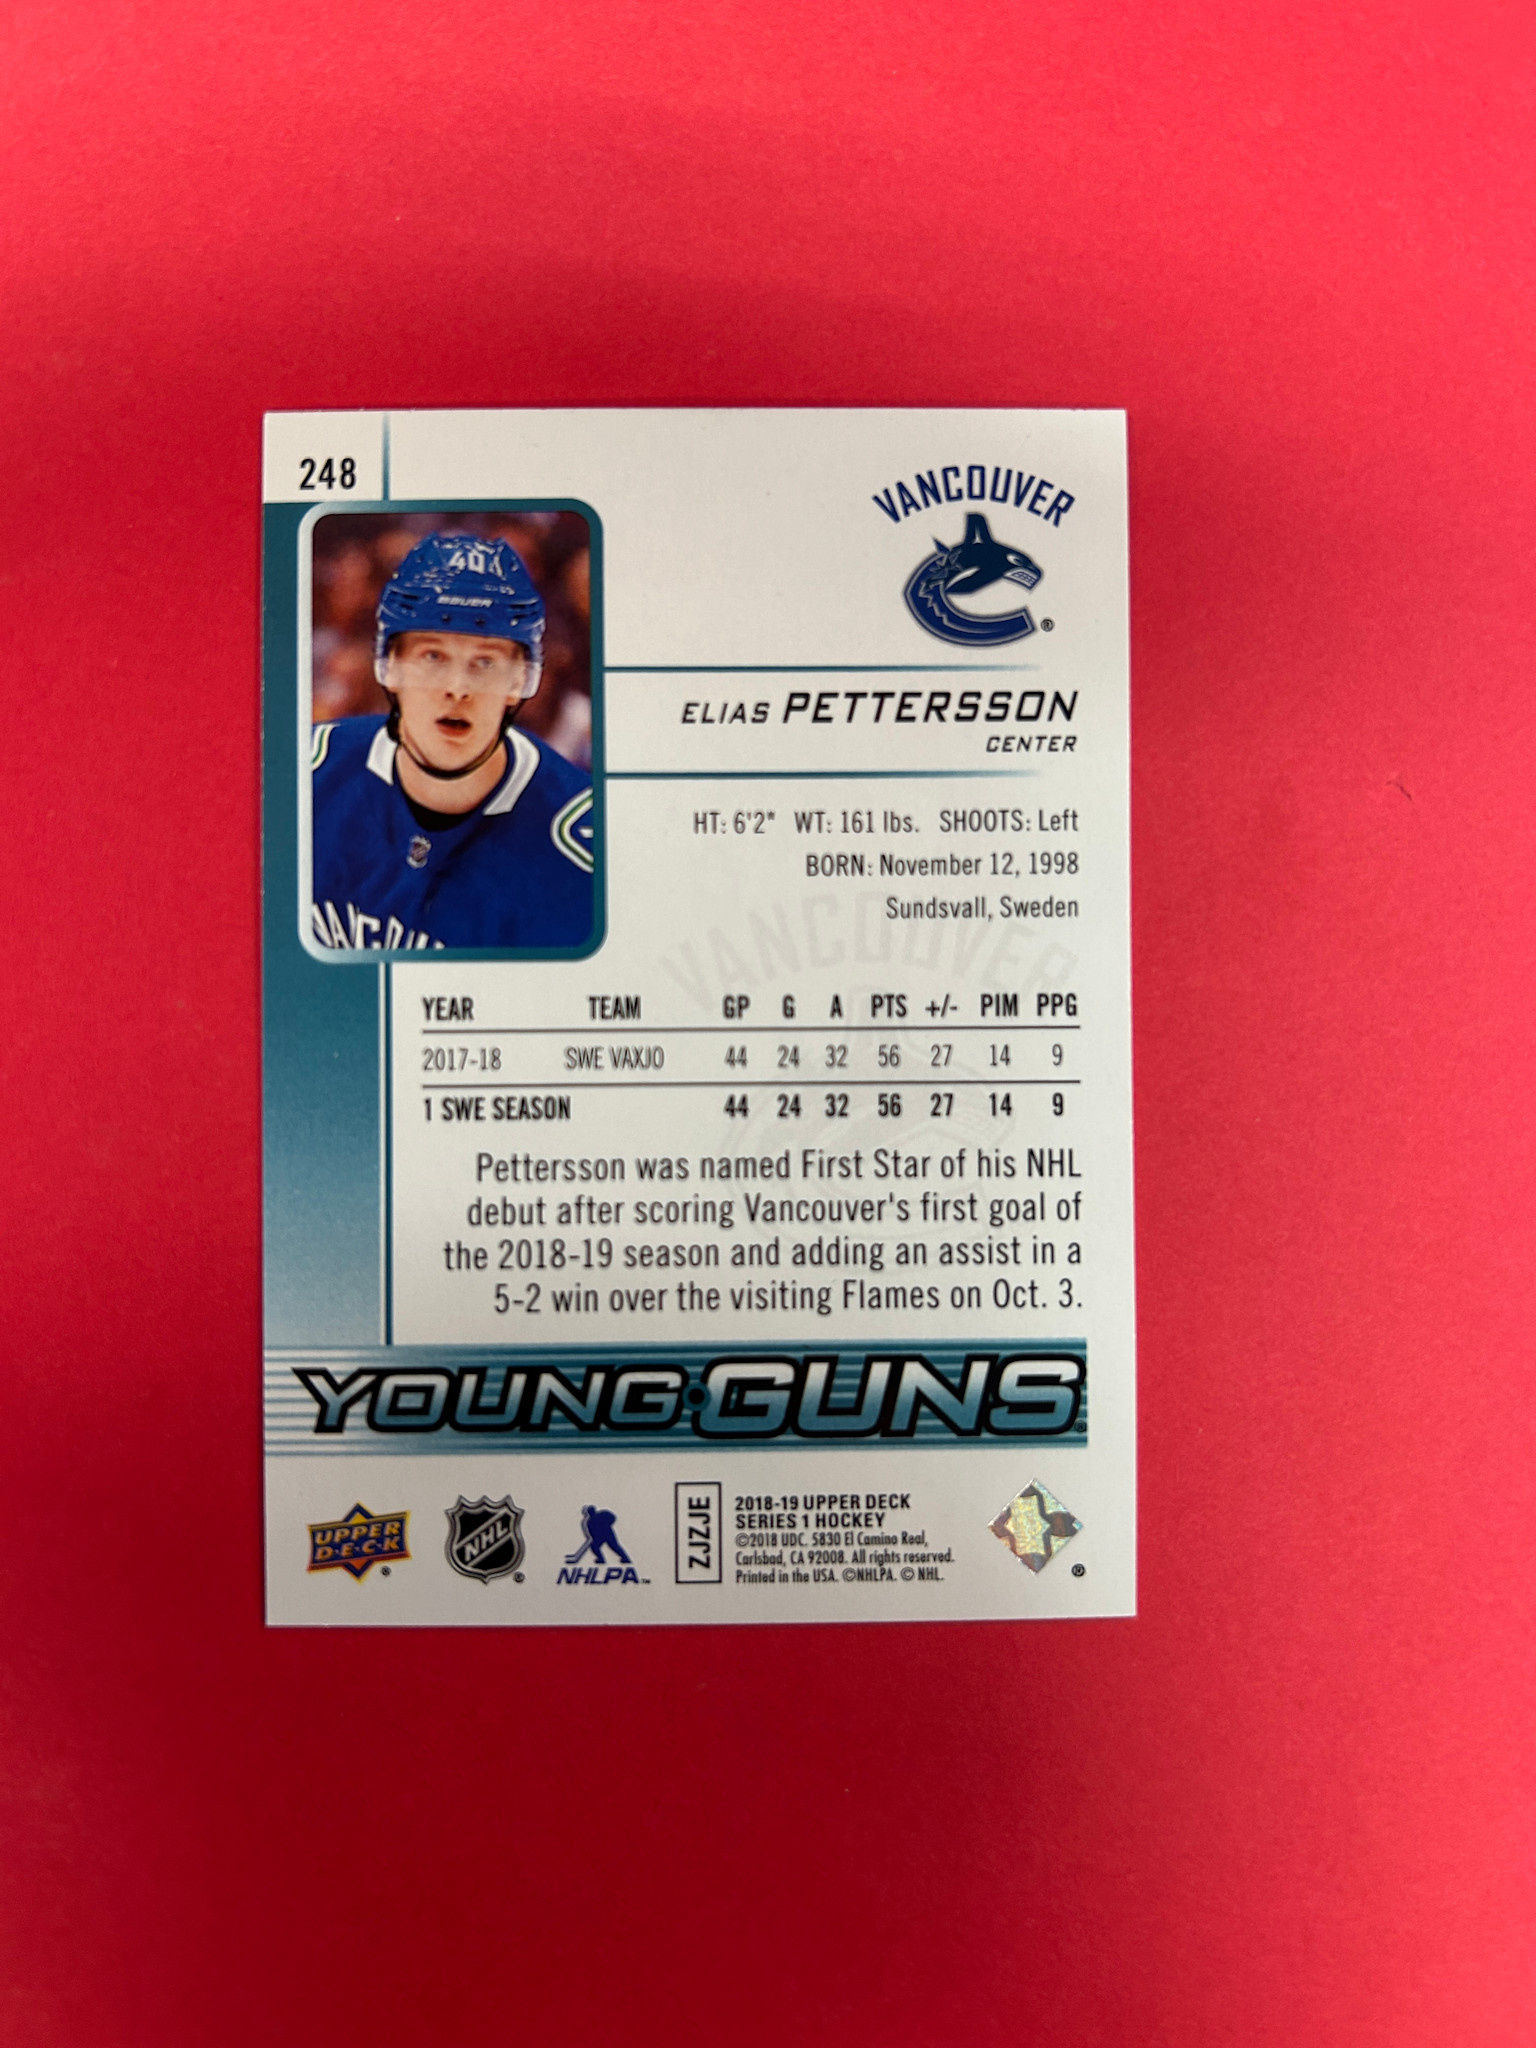 248
VANCOUVER
®
40
BAUER
ELIAS PETTERSSON
CENTER
HT: 6'2" WT: 161 lbs. SHOOTS: Left
BORN: November 12, 1998
Sundsvall, Sweden
VANCOUVER
YEAR TEAM GP G A PTS +/- PIM PPG
2017-18 SWE VAXJO 44 24 32 56 27 14 9
1 SWE SEASON 44 24 32 56 27 14 9
Pettersson was named First Star of his NHL
debut after scoring Vancouver's first goal of
the 2018-19 season and adding an assist in a
5-2 win over the visiting Flames on Oct. 3.
YOUNG GUNS®
UPPER
D·E·C·K®
NHL®
NHLPA™
ZJZJE
2018-19 UPPER DECK
SERIES 1 HOCKEY
©2018 UDC. 5830 El Camino Real,
Carlsbad, CA 92008. All rights reserved.
Printed in the USA. ©NHLPA. © NHL.
®